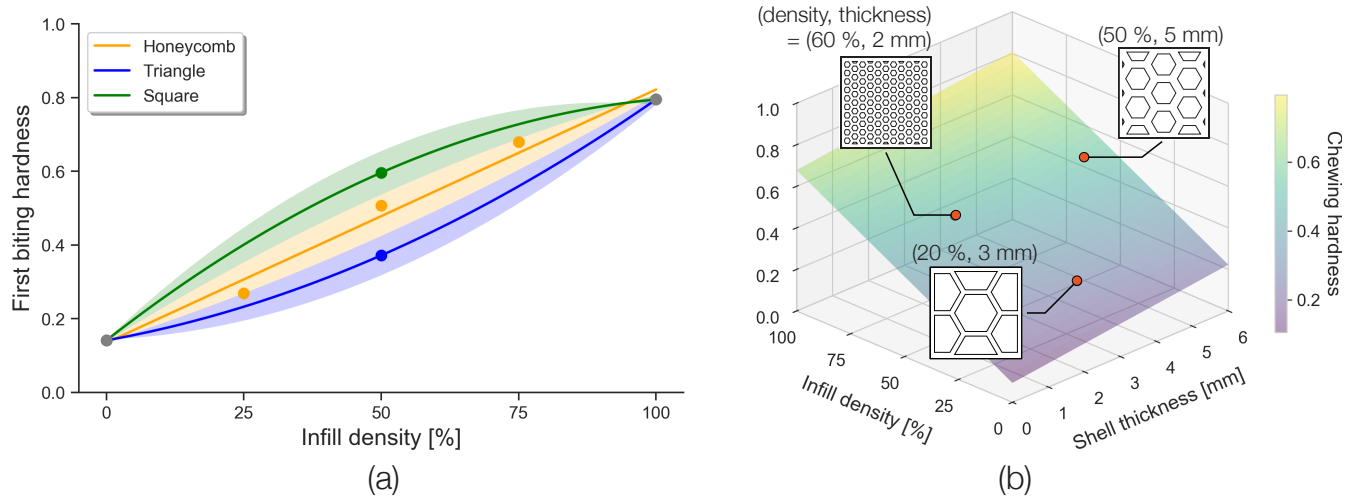 1.0
0.8
0.6
0.4
0.2
0.0
First biting hardness
Honeycomb
Triangle
Square
0
25
50
75
100
Infill density [%]
(a)
(density, thickness)
= (60 %, 2 mm)
(50 %, 5 mm)
(20 %, 3 mm)
1.0
0.8
0.6
0.4
0.2
0.0
100
75
50
25
0
Infill density [%]
0
1
2
3
4
5
6
Shell thickness [mm]
0.6
0.4
0.2
Chewing hardness
(b)